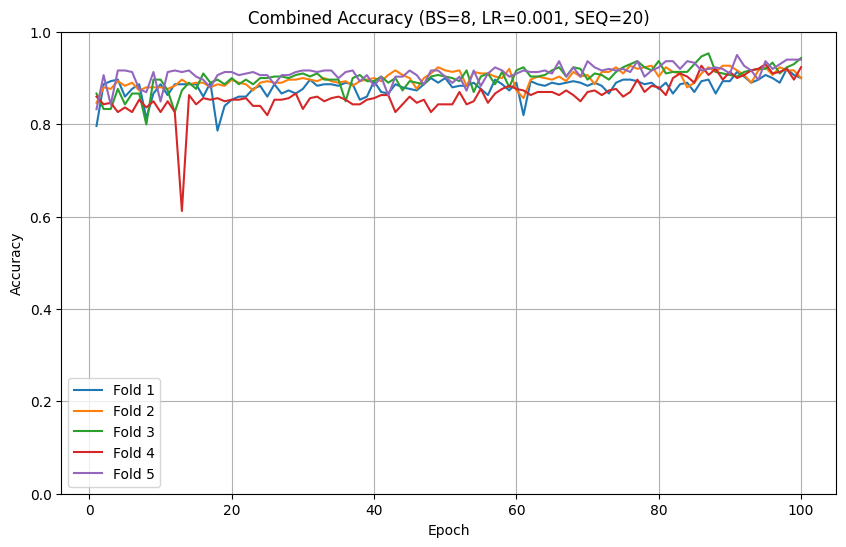 Combined Accuracy (BS=8, LR=0.001, SEQ=20)
1.0
0.8
0.6
0.4
0.2
0.0
Accuracy
Fold 1
Fold 2
Fold 3
Fold 4
Fold 5
0 20 40 60 80 100
Epoch